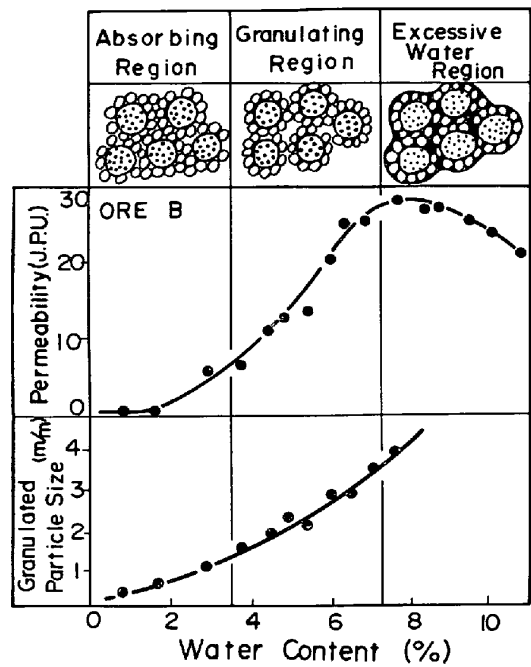 Absorbing Region
Granulating Region
Excessive Water Region
ORE B
Permeability (J.P.U.)
30
20
10
0
Granulated Particle Size (m/m)
4
3
2
1
0 2 4 6 8 10
Water Content (%)